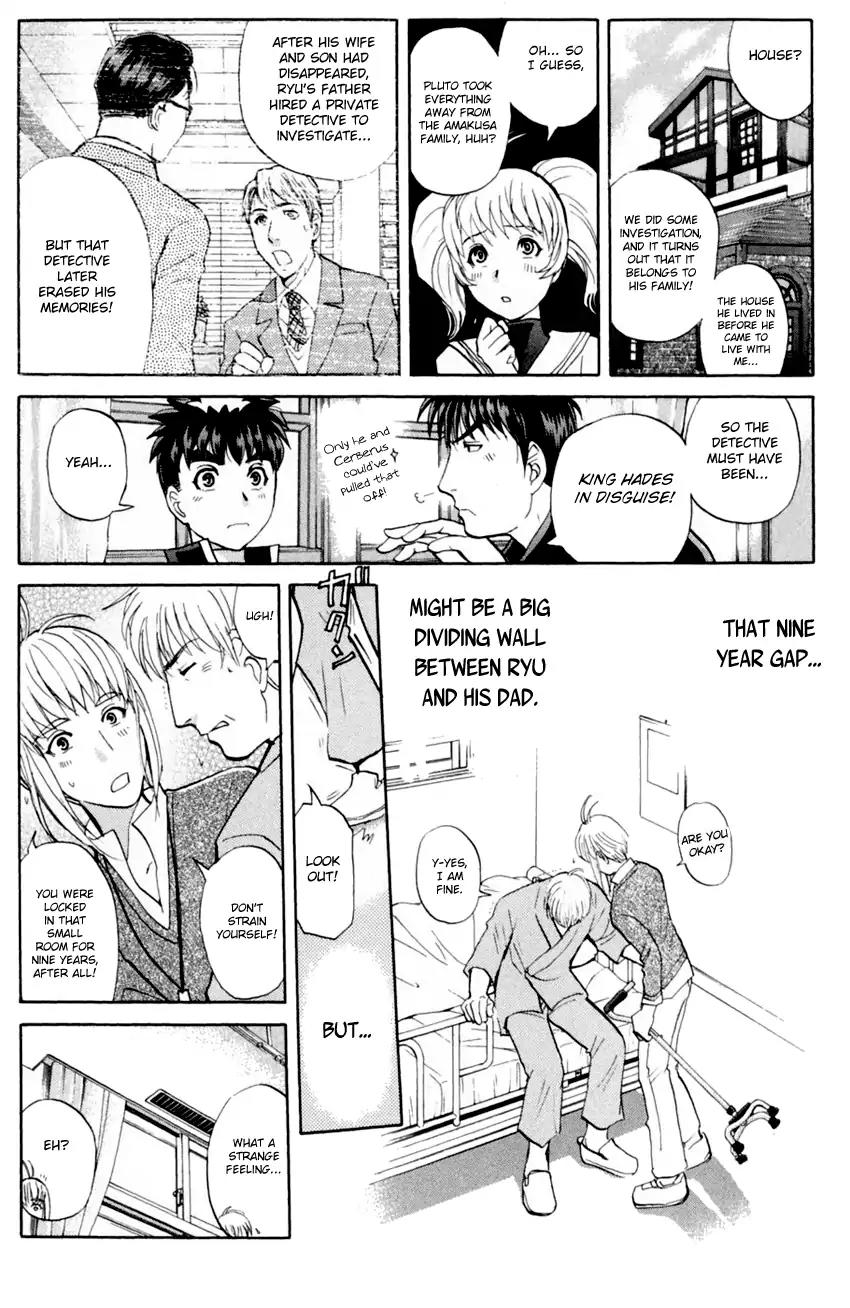 HOUSE?
WE DID SOME
INVESTIGATION,
AND IT TURNS
OUT THAT IT
BELONGS TO
HIS FAMILY!
THE HOUSE
HE LIVED IN
BEFORE HE
CAME TO
LIVE WITH
ME...
OH... SO
I GUESS,
PLUTO TOOK
EVERYTHING
AWAY FROM
THE AMAKUSA
FAMILY, HUH?
AFTER HIS WIFE
AND SON HAD
DISAPPEARED,
RYU'S FATHER
HIRED A PRIVATE
DETECTIVE TO
INVESTIGATE...
BUT THAT
DETECTIVE
LATER
ERASED HIS
MEMORIES!
SO THE
DETECTIVE
MUST HAVE
BEEN...
KING HADES
IN DISGUISE!
Only he and
Cerberus
could've
pulled that
off!
YEAH...
THAT NINE
YEAR GAP...
MIGHT BE A BIG
DIVIDING WALL
BETWEEN RYU
AND HIS DAD.
ARE YOU
OKAY?
Y-YES,
I AM
FINE.
ガタン
LOOK
OUT!
BUT...
UGH!
DON'T
STRAIN
YOURSELF!
YOU WERE
LOCKED
IN THAT
SMALL
ROOM FOR
NINE YEARS,
AFTER ALL!
WHAT A
STRANGE
FEELING...
EH?